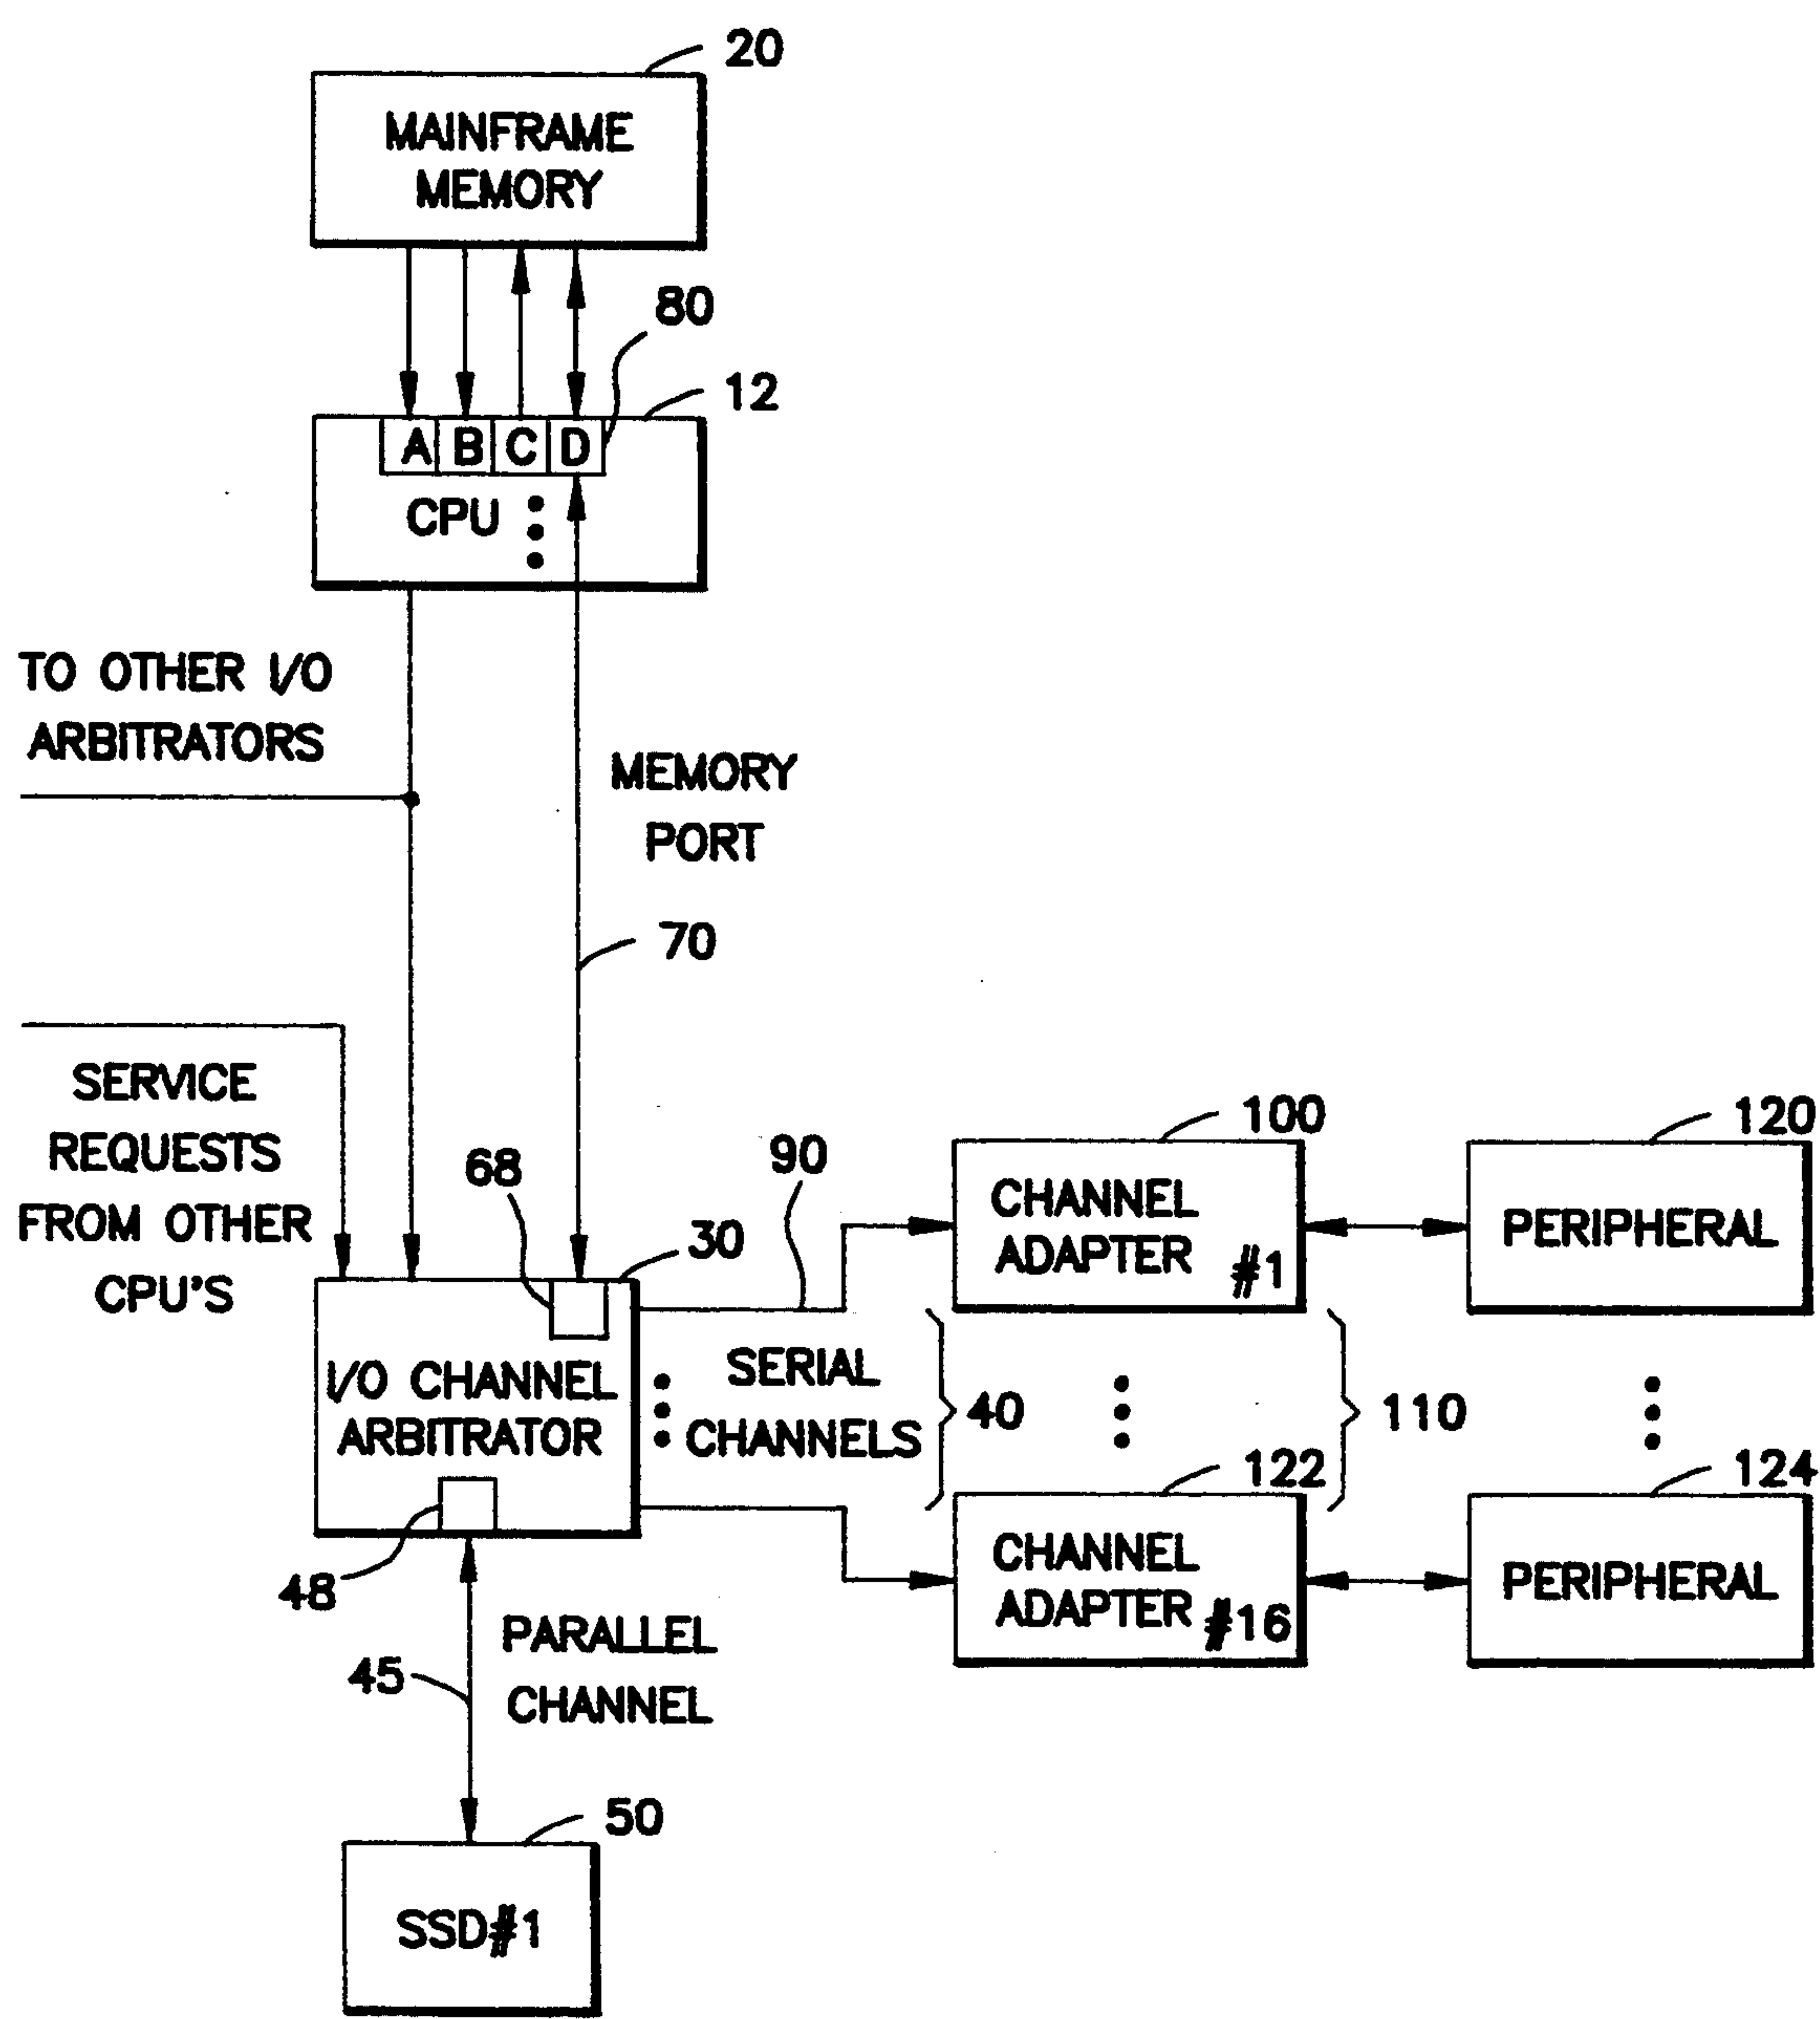 20
MAINFRAME
MEMORY
80
12
A B C D
CPU
TO OTHER I/O
ARBITRATORS
MEMORY
PORT
70
SERVICE
REQUESTS
FROM OTHER
CPU'S
68
30
90
100
120
CHANNEL
ADAPTER #1
PERIPHERAL
I/O CHANNEL
ARBITRATOR
SERIAL
CHANNELS
40
110
122
124
CHANNEL
ADAPTER #16
PERIPHERAL
48
45
PARALLEL
CHANNEL
50
SSD#1